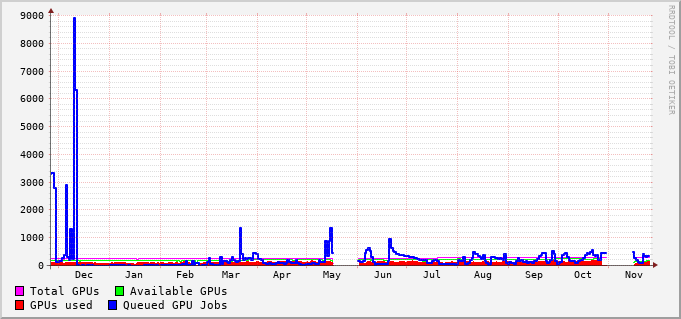 9000
8000
7000
6000
5000
4000
3000
2000
1000
0
Dec Jan Feb Mar Apr May Jun Jul Aug Sep Oct Nov
Total GPUs Available GPUs
GPUs used Queued GPU Jobs
RRDTOOL / TOBI OETIKER